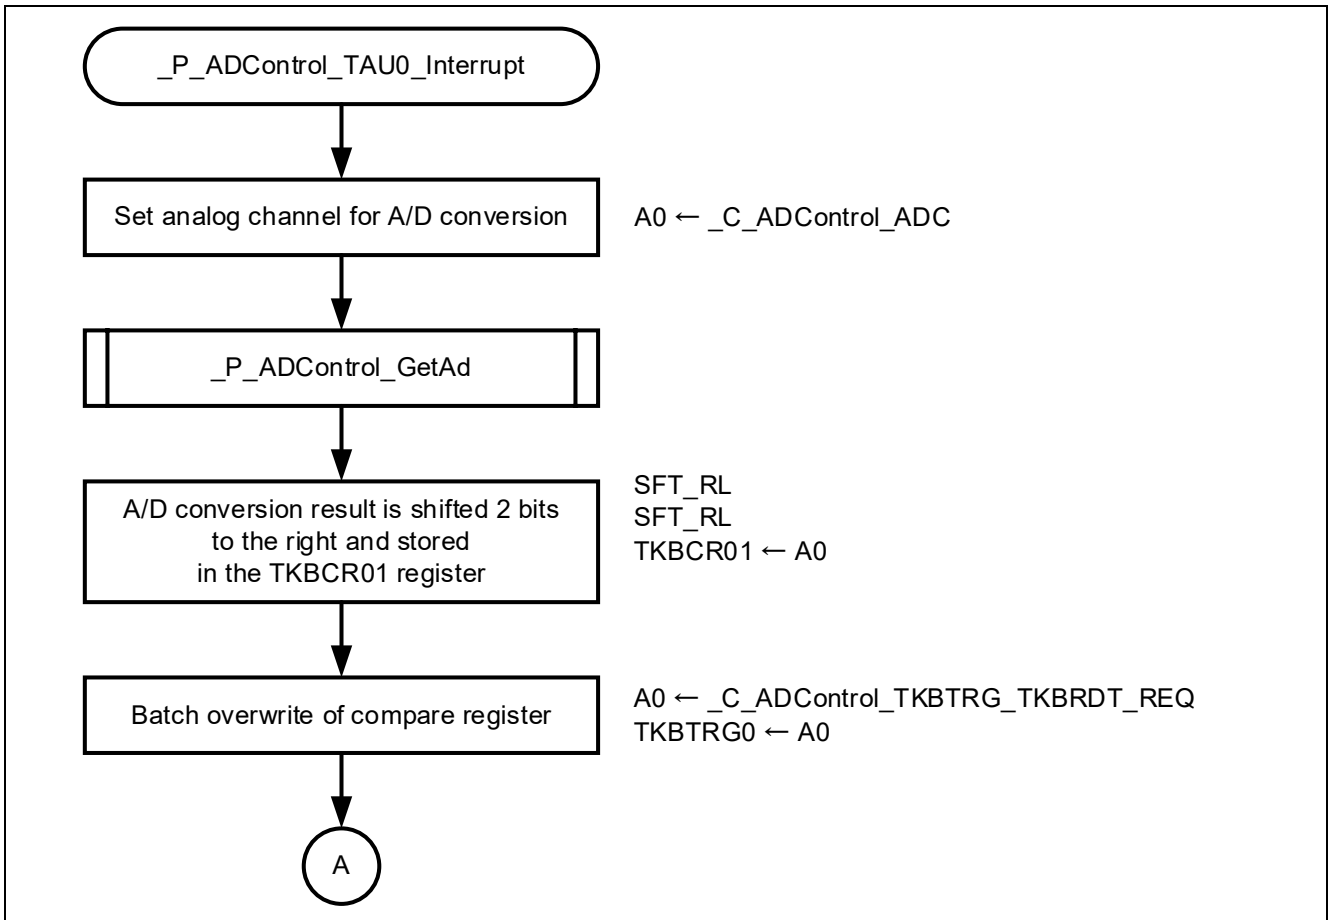 _P_ADControl_TAU0_Interrupt
Set analog channel for A/D conversion
A0 ← _C_ADControl_ADC
_P_ADControl_GetAd
A/D conversion result is shifted 2 bits
to the right and stored
in the TKBCR01 register
SFT_RL
SFT_RL
TKBCR01 ← A0
Batch overwrite of compare register
A0 ← _C_ADControl_TKBTRG_TKBRDT_REQ
TKBTRG0 ← A0
A